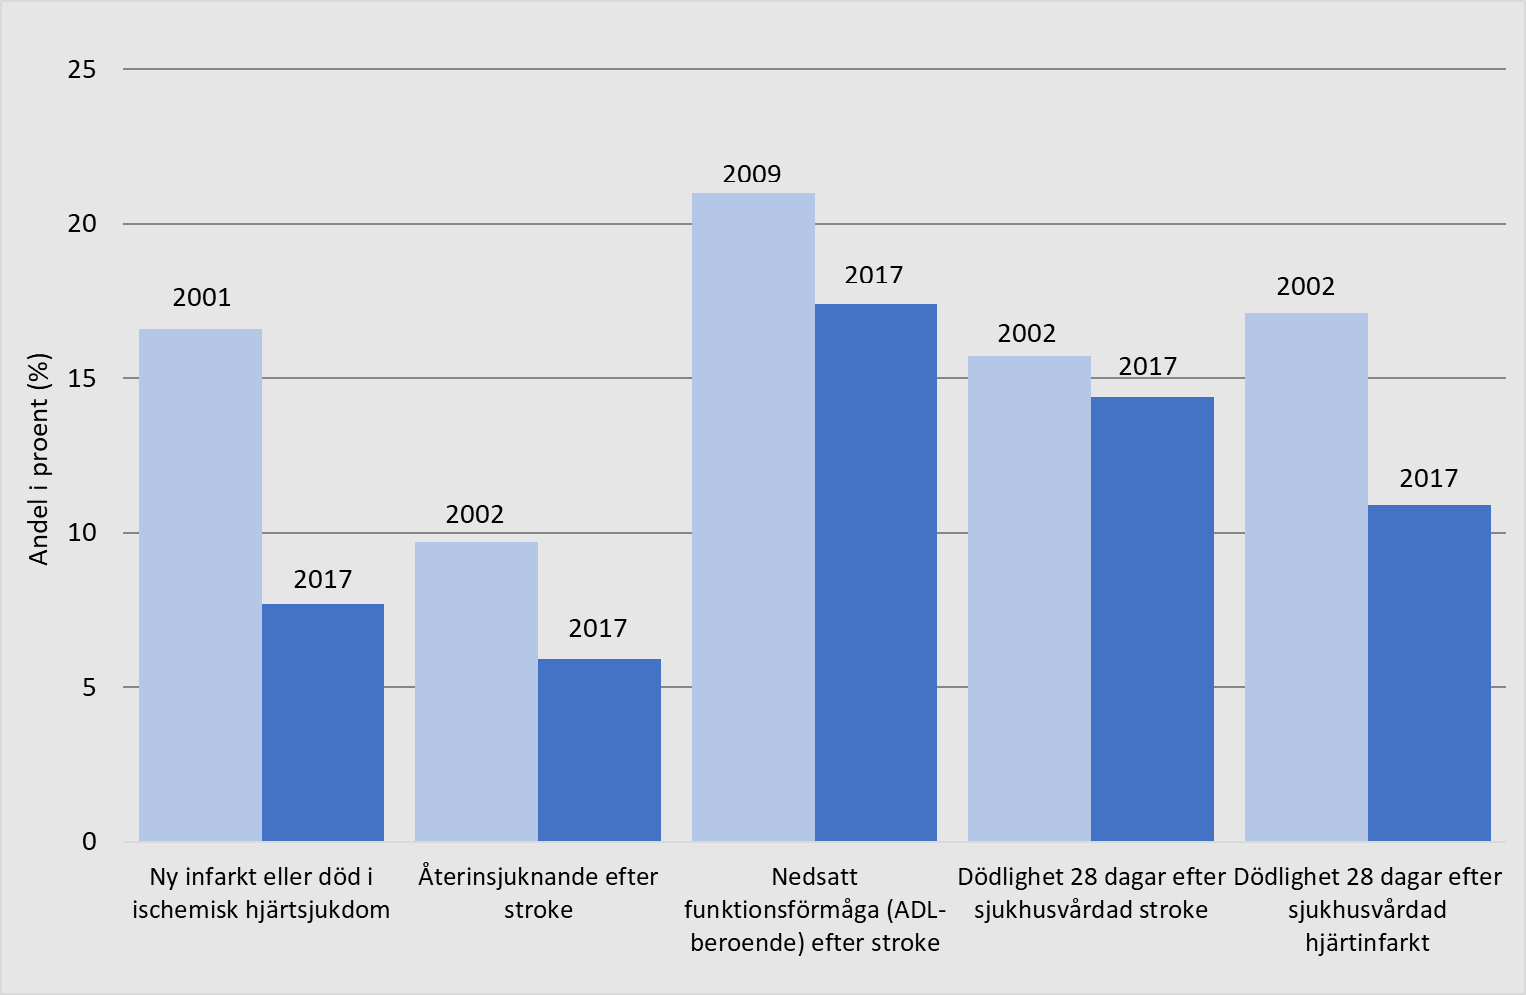 25
20
15
10
5
0
Andel i proent (%)
2001
2017
2002
2017
2009
2017
2002
2017
2002
2017
Ny infarkt eller död i
ischemisk hjärtsjukdom
Återinsjuknande efter
stroke
Nedsatt
funktionsförmåga (ADL-
beroende) efter stroke
Dödlighet 28 dagar efter
sjukhusvårdad stroke
Dödlighet 28 dagar efter
sjukhusvårdad
hjärtinfarkt